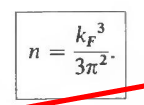 n = k_F^3 / 3π^2.